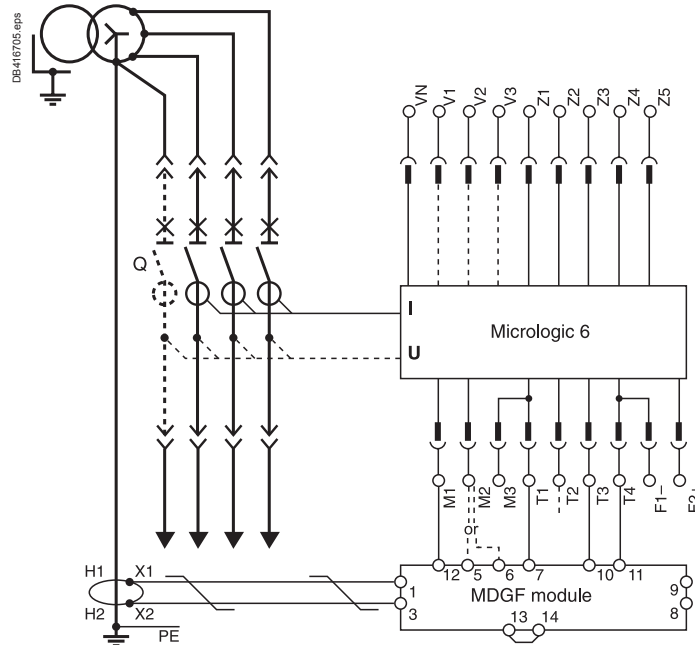 DB416705.eps
VN V1 V2 V3 Z1 Z2 Z3 Z4 Z5
Q
I
Micrologic 6
U
M1 M2 M3 T1 T2 T3 T4 F1–
or
12 5 6 7 10 11
H1 X1
1
MDGF module
9
H2 X2
3
8
13 14
PE